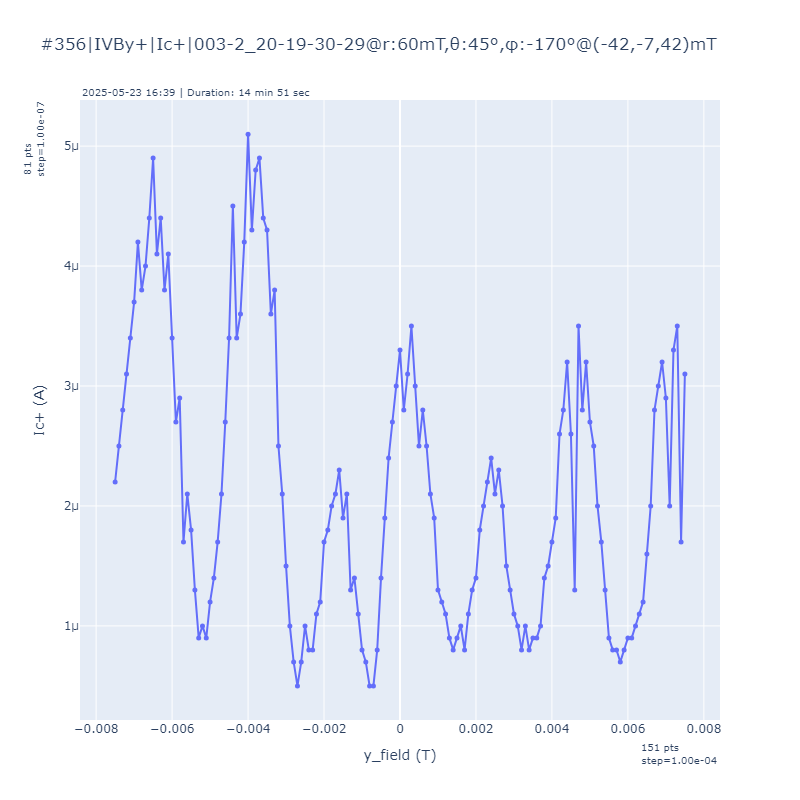 #356|IVBy+|Ic+|003-2_20-19-30-29@r:60mT,θ:45º,φ:-170º@(-42,-7,42)mT
2025-05-23 16:39 | Duration: 14 min 51 sec
81 pts
step=1.00e-07
5μ
4μ
3μ
2μ
1μ
Ic+ (A)
−0.008
−0.006
−0.004
−0.002
0
0.002
0.004
0.006
0.008
y_field (T)
151 pts
step=1.00e-04